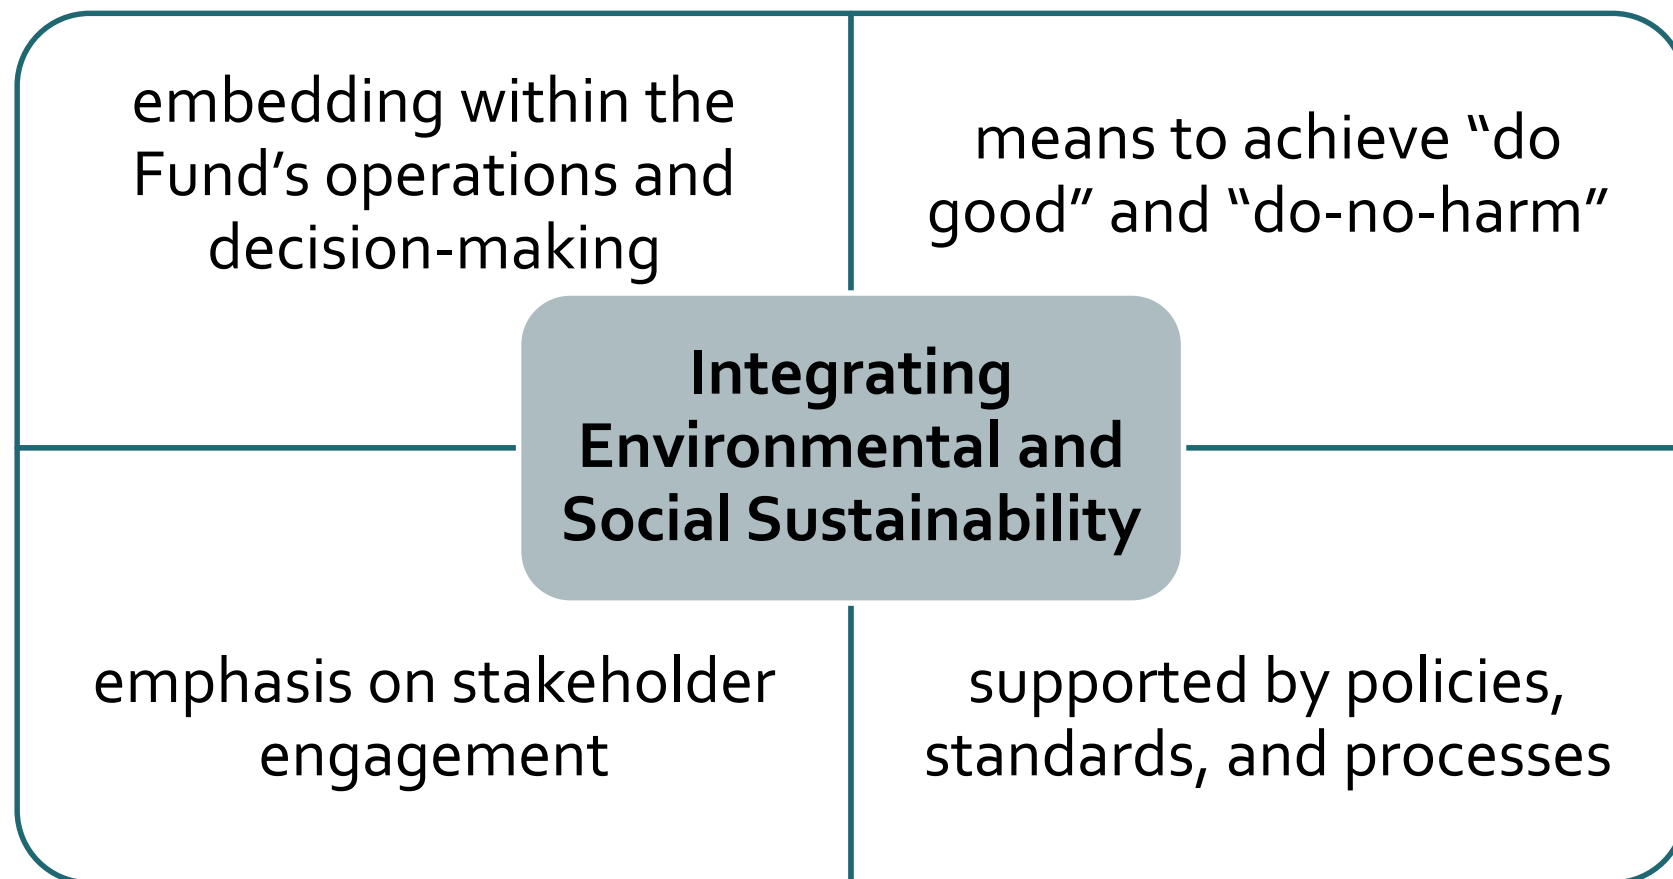 embedding within the
Fund’s operations and
decision-making
means to achieve “do
good” and “do-no-harm”
Integrating
Environmental and
Social Sustainability
emphasis on stakeholder
engagement
supported by policies,
standards, and processes